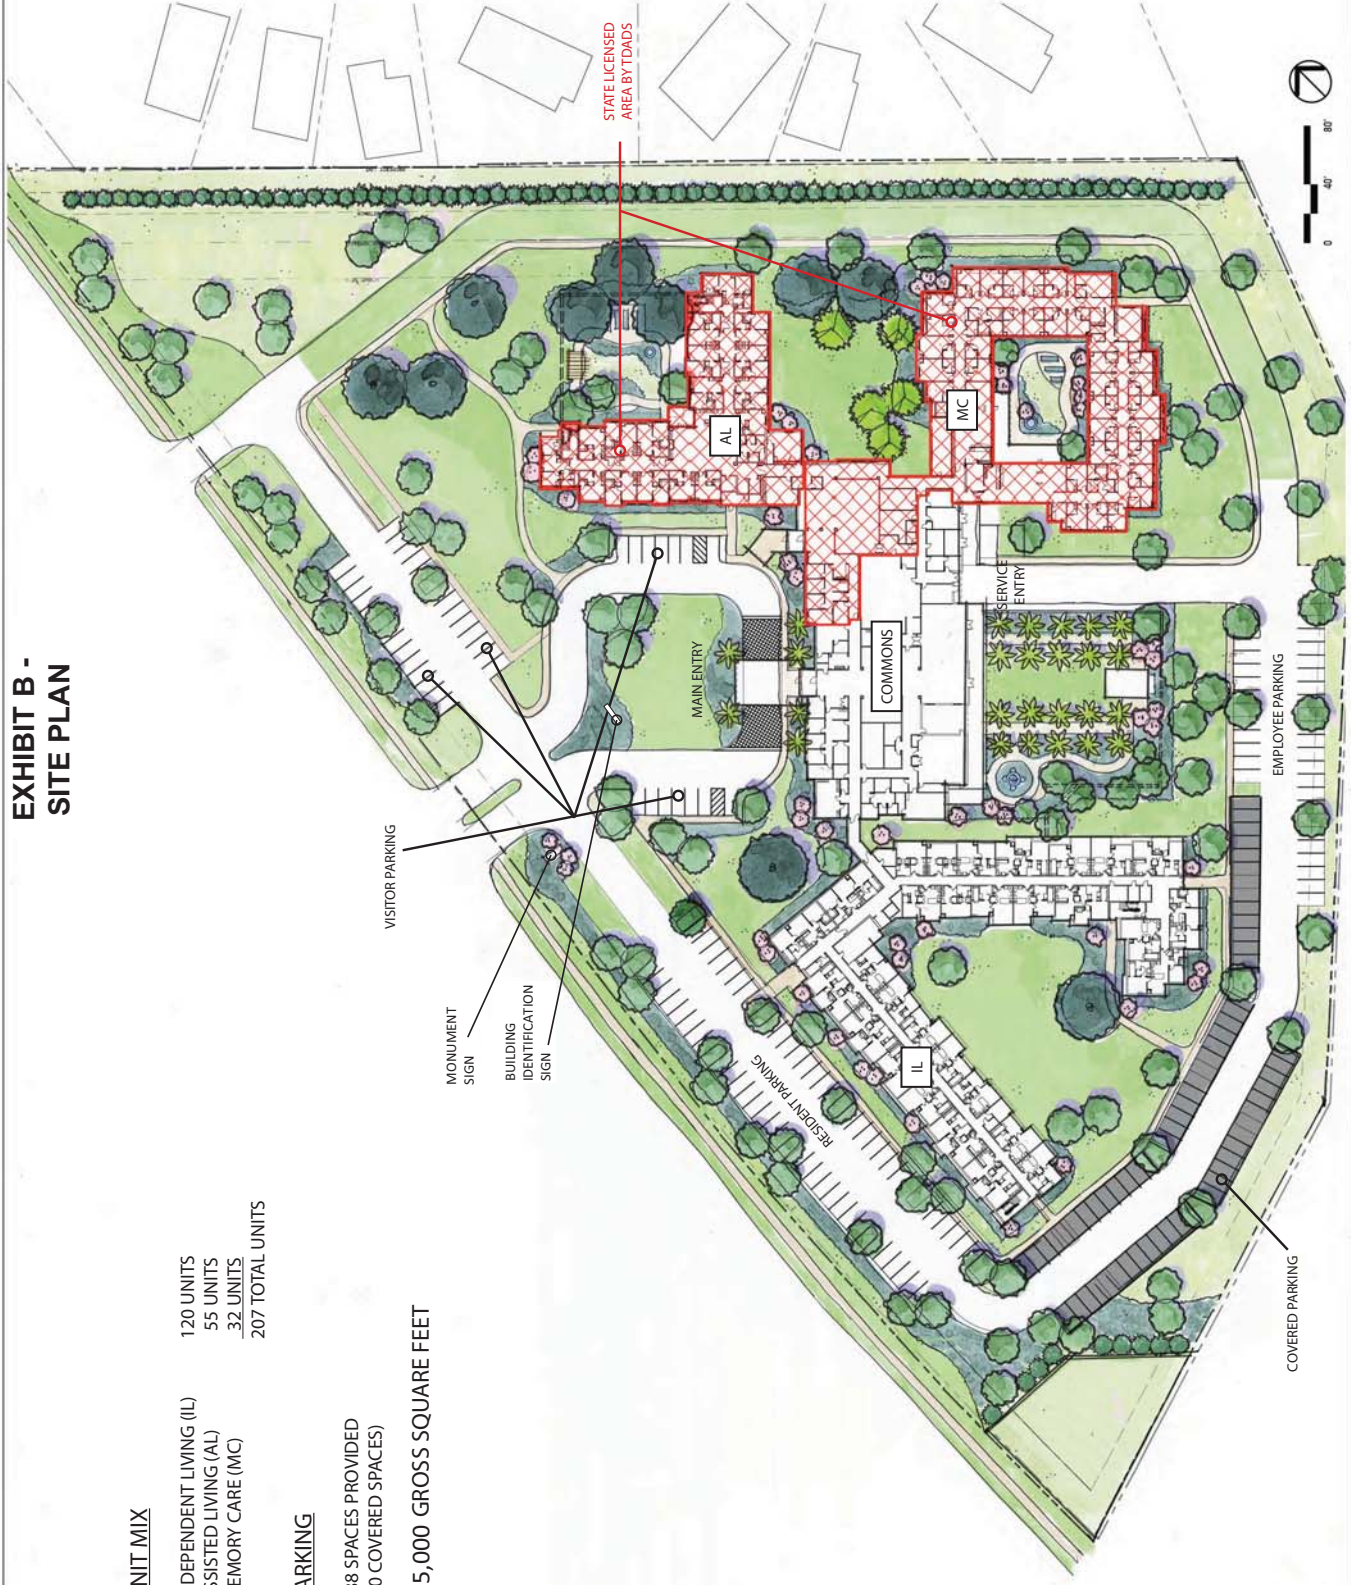 EXHIBIT B -
SITE PLAN
NIT MIX
DEPENDENT LIVING (IL)
SSISTED LIVING (AL)
EMORY CARE (MC)
120 UNITS
55 UNITS
32 UNITS
207 TOTAL UNITS
ARKING
8 SPACES PROVIDED
0 COVERED SPACES)
5,000 GROSS SQUARE FEET
STATE LICENSED
AREA BY TDADS
VISITOR PARKING
MONUMENT
SIGN
BUILDING
IDENTIFICATION
SIGN
MAIN ENTRY
AL
MC
COMMONS
SERVICE
ENTRY
IL
RESIDENT PARKING
EMPLOYEE PARKING
COVERED PARKING
0 40' 80'